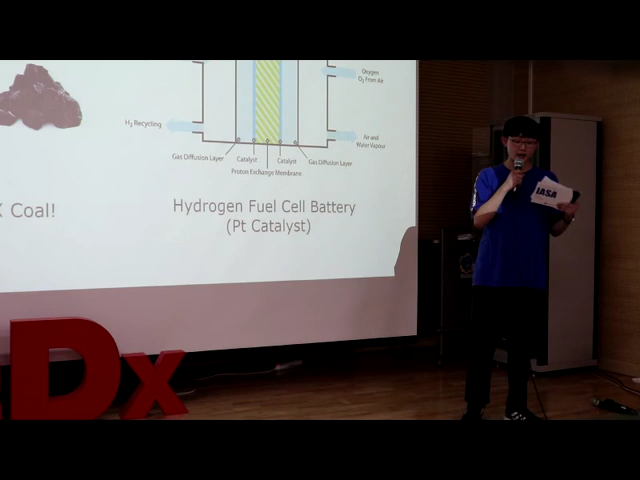 Oxygen
O₂ From Air
H₂ Recycling
Air and
Water Vapour
Gas Diffusion Layer
Catalyst
Catalyst
Gas Diffusion Layer
Proton Exchange Membrane
Coal!
Hydrogen Fuel Cell Battery
(Pt Catalyst)
IASA
Dx